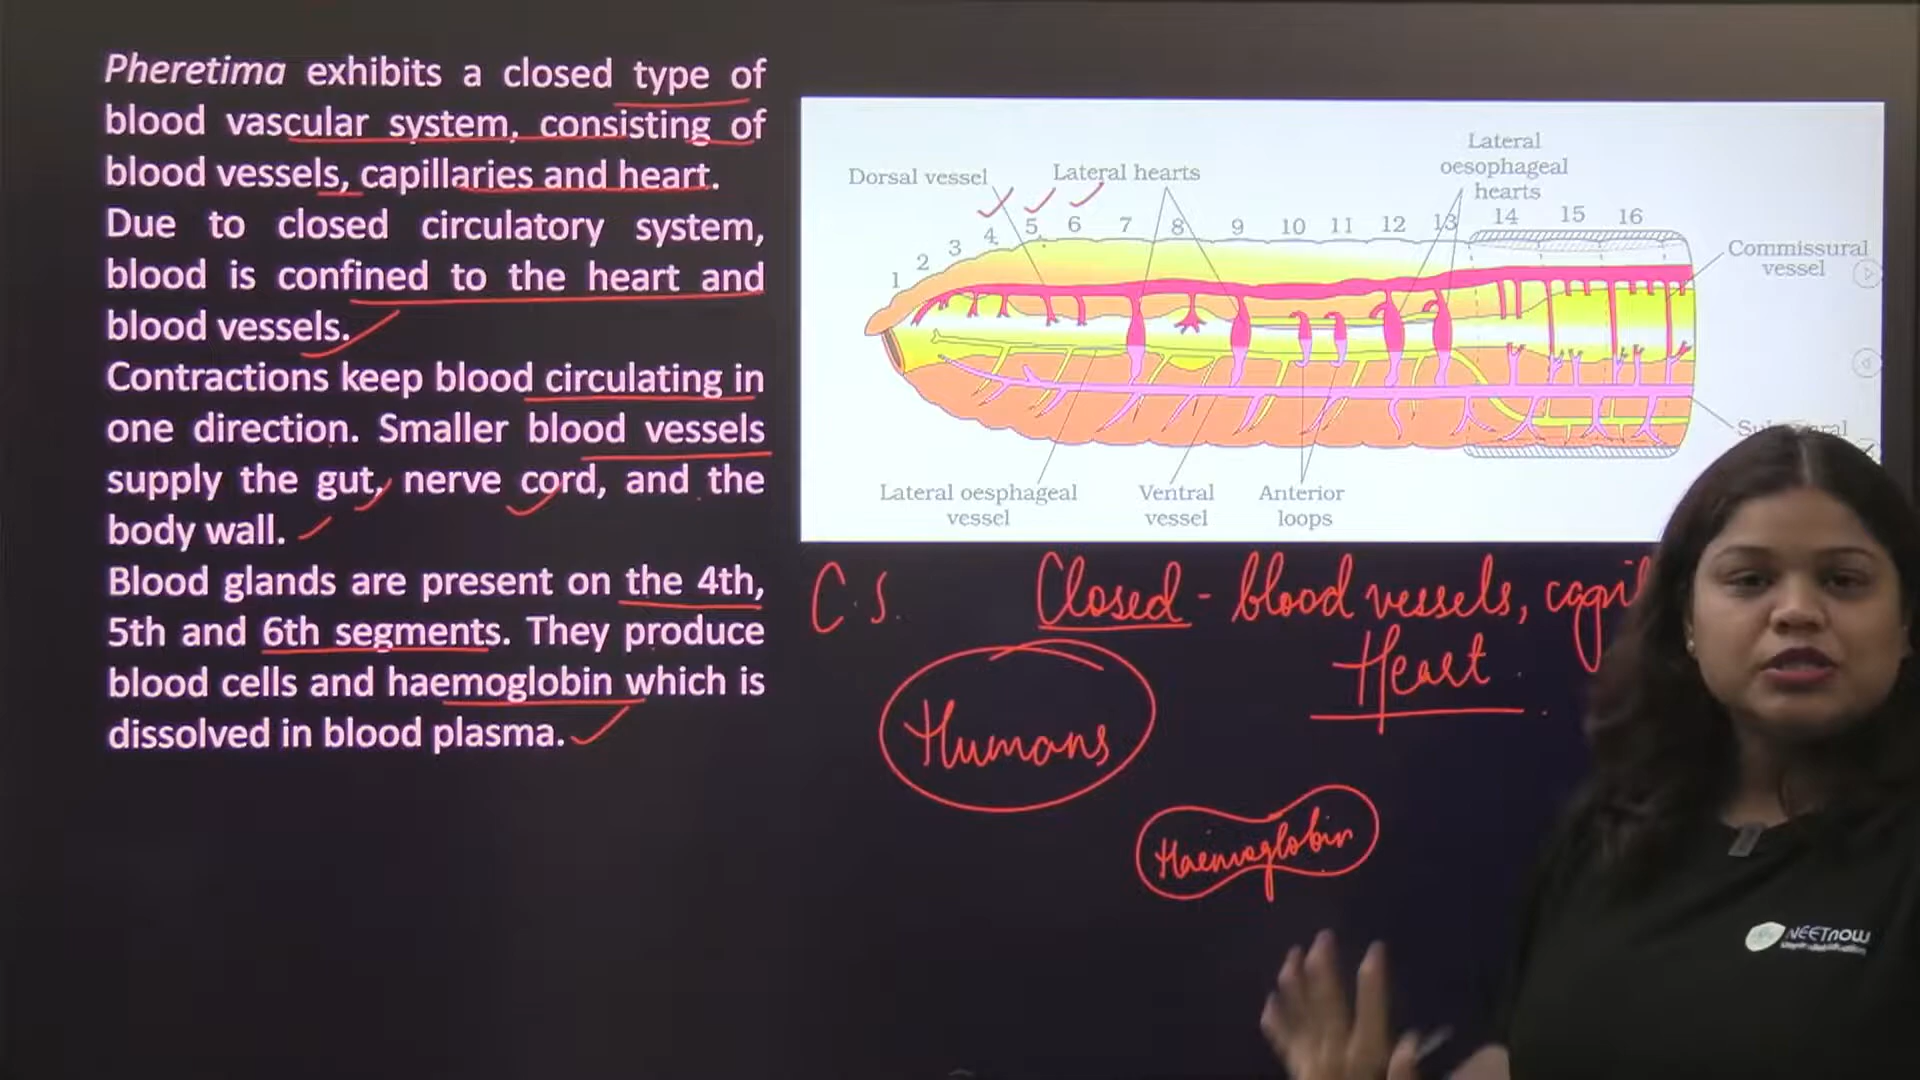 Pheretima exhibits a closed type of
blood vascular system, consisting of
blood vessels, capillaries and heart.
Due to closed circulatory system,
blood is confined to the heart and
blood vessels.
Contractions keep blood circulating in
one direction. Smaller blood vessels
supply the gut, nerve cord, and the
body wall.
Blood glands are present on the 4th,
5th and 6th segments. They produce
blood cells and haemoglobin which is
dissolved in blood plasma.
Lateral
oesophageal
hearts
Dorsal vessel
Lateral hearts
1 2 3 4 5 6 7 8 9 10 11 12 13 14 15 16
Commissural
vessel
Lateral oesphageal
vessel
Ventral
vessel
Anterior
loops
C.S. Closed - blood vessels,
Heart
Humans
Haemoglobin
NEETNOW